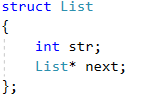 struct List
{
    int str;
    List* next;
};